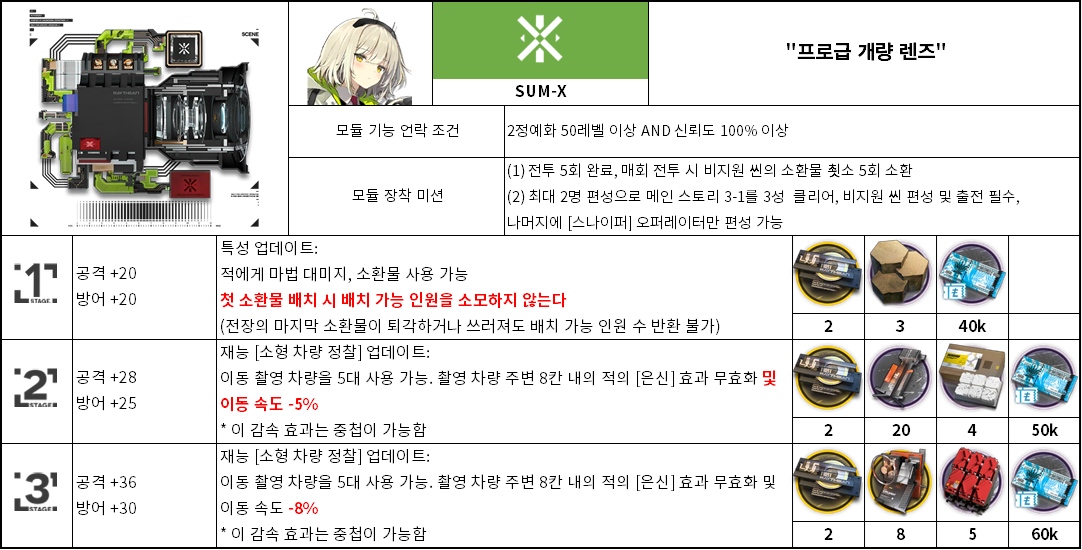 SCENE
SUM-X
"프로급 개량 렌즈"
모듈 기능 연락 조건
2정예화 50레벨 이상 AND 신뢰도 100% 이상
모듈 장착 미션
(1) 전투 5회 완료, 매회 전투 시 비지원 씬의 소환물 쵯소 5회 소환
(2) 최대 2명 편성으로 메인 스토리 3-1를 3성 클리어, 비지원 씬 편성 및 출전 필수,
나머지에 [스나이퍼] 오퍼레이터만 편성 가능
1
STAGE
공격 +20
방어 +20
특성 업데이트:
적에게 마법 대미지, 소환물 사용 가능
첫 소환물 배치 시 배치 가능 인원을 소모하지 않는다
(전장의 마지막 소환물이 퇴각하거나 쓰러져도 배치 가능 인원 수 반환 불가)
2
3
40k
2
STAGE
공격 +28
방어 +25
재능 [소형 차량 정찰] 업데이트:
이동 촬영 차량을 5대 사용 가능. 촬영 차량 주변 8칸 내의 적의 [은신] 효과 무효화 및
이동 속도 -5%
* 이 감속 효과는 중첩이 가능함
2
20
4
50k
3
STAGE
공격 +36
방어 +30
재능 [소형 차량 정찰] 업데이트:
이동 촬영 차량을 5대 사용 가능. 촬영 차량 주변 8칸 내의 적의 [은신] 효과 무효화 및
이동 속도 -8%
* 이 감속 효과는 중첩이 가능함
2
8
5
60k